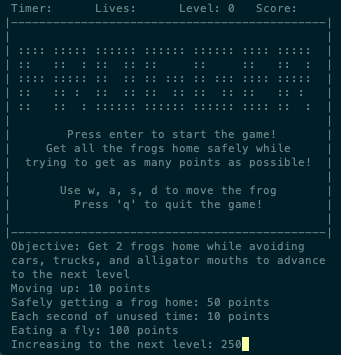 Timer:      Lives:      Level: 0   Score:
:::: ::::: :::::: :::::: :::::: :::: :::::
::   ::  : ::  ::   ::     ::   ::   ::  :
:::: ::::: ::  :: ::: ::: :: ::: :::: :::::
::   :: :  ::  :: ::  :: ::  :: ::   :: :
::   ::  : :::::: :::::: :::::: :::: ::  :
Press enter to start the game!
Get all the frogs home safely while
trying to get as many points as possible!
Use w, a, s, d to move the frog
Press 'q' to quit the game!
Objective: Get 2 frogs home while avoiding
cars, trucks, and alligator mouths to advance
to the next level
Moving up: 10 points
Safely getting a frog home: 50 points
Each second of unused time: 10 points
Eating a fly: 100 points
Increasing to the next level: 250